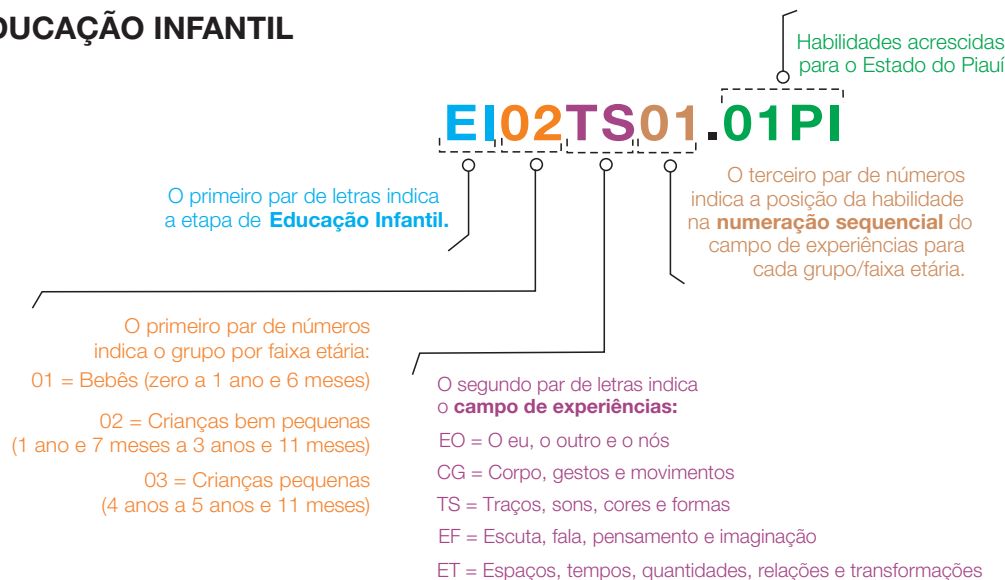 DUCAÇÃO INFANTIL
Habilidades acrescidas
para o Estado do Piauí
EI02TS01.01PI
O primeiro par de letras indica
a etapa de Educação Infantil.
O terceiro par de números
indica a posição da habilidade
na numeração sequencial do
campo de experiências para
cada grupo/faixa etária.
O primeiro par de números
indica o grupo por faixa etária:
01 = Bebês (zero a 1 ano e 6 meses)
02 = Crianças bem pequenas
(1 ano e 7 meses a 3 anos e 11 meses)
03 = Crianças pequenas
(4 anos a 5 anos e 11 meses)
O segundo par de letras indica
o campo de experiências:
EO = O eu, o outro e o nós
CG = Corpo, gestos e movimentos
TS = Traços, sons, cores e formas
EF = Escuta, fala, pensamento e imaginação
ET = Espaços, tempos, quantidades, relações e transformações